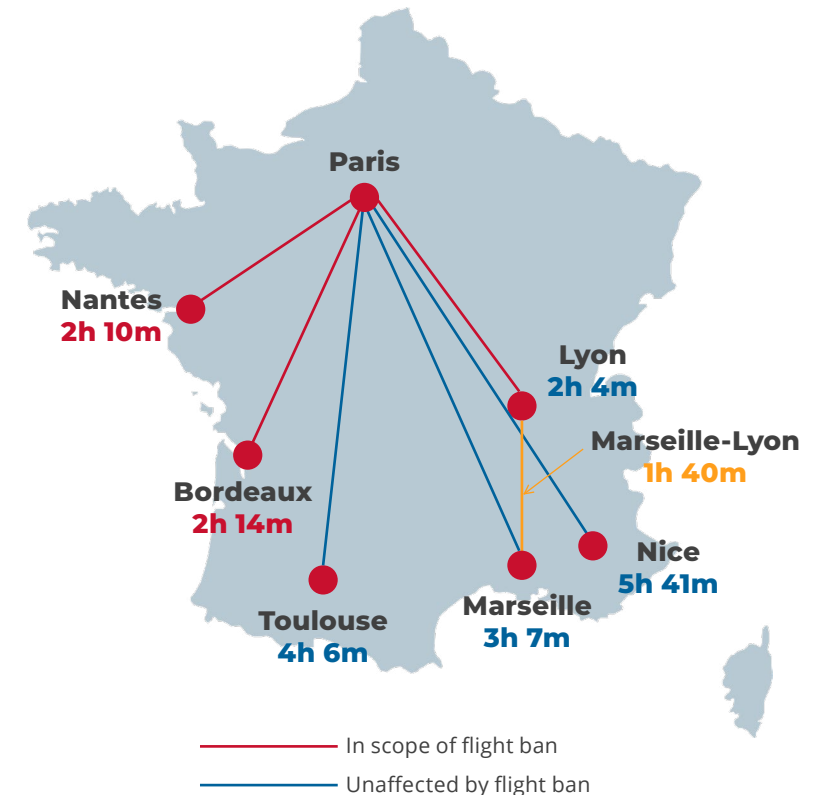 Paris
Nantes
2h 10m
Lyon
2h 4m
Marseille-Lyon
1h 40m
Bordeaux
2h 14m
Nice
5h 41m
Marseille
3h 7m
Toulouse
4h 6m
In scope of flight ban
Unaffected by flight ban